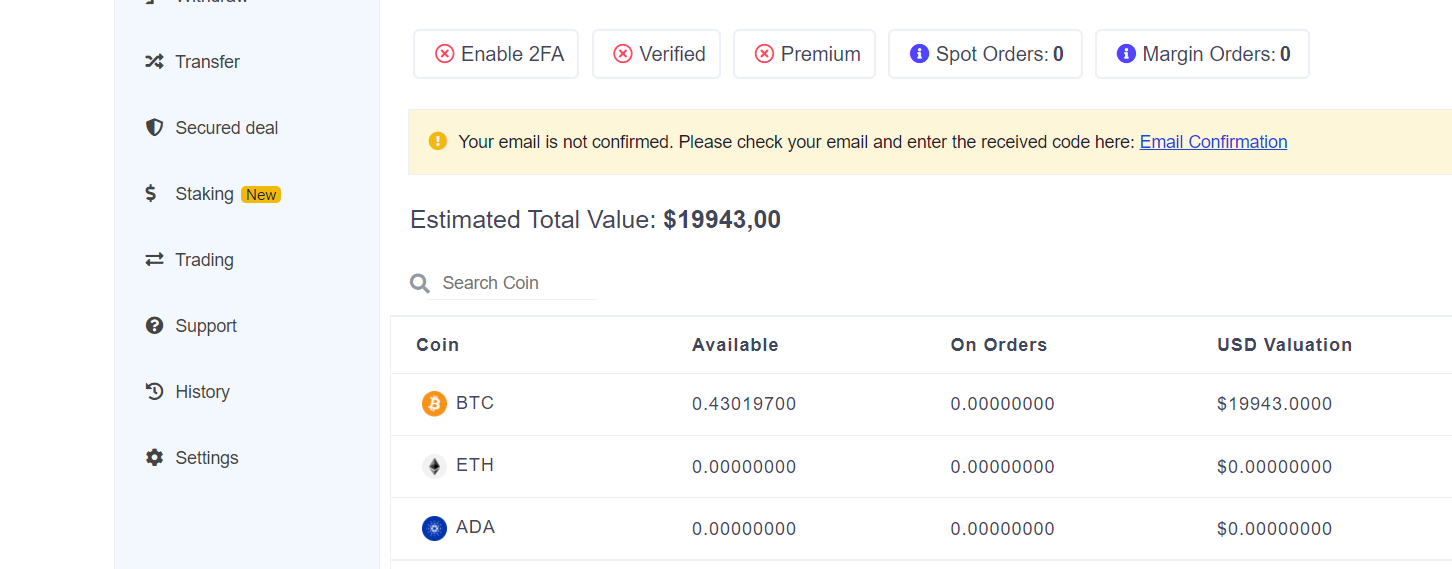 Withdraw
Enable 2FA Verified Premium Spot Orders: 0 Margin Orders: 0
Transfer
Secured deal
Your email is not confirmed. Please check your email and enter the received code here: Email Confirmation
Staking New
Estimated Total Value: $19943,00
Trading
Search Coin
Support
Coin Available On Orders USD Valuation
History
BTC 0.43019700 0.00000000 $19943.0000
Settings
ETH 0.00000000 0.00000000 $0.00000000
ADA 0.00000000 0.00000000 $0.00000000